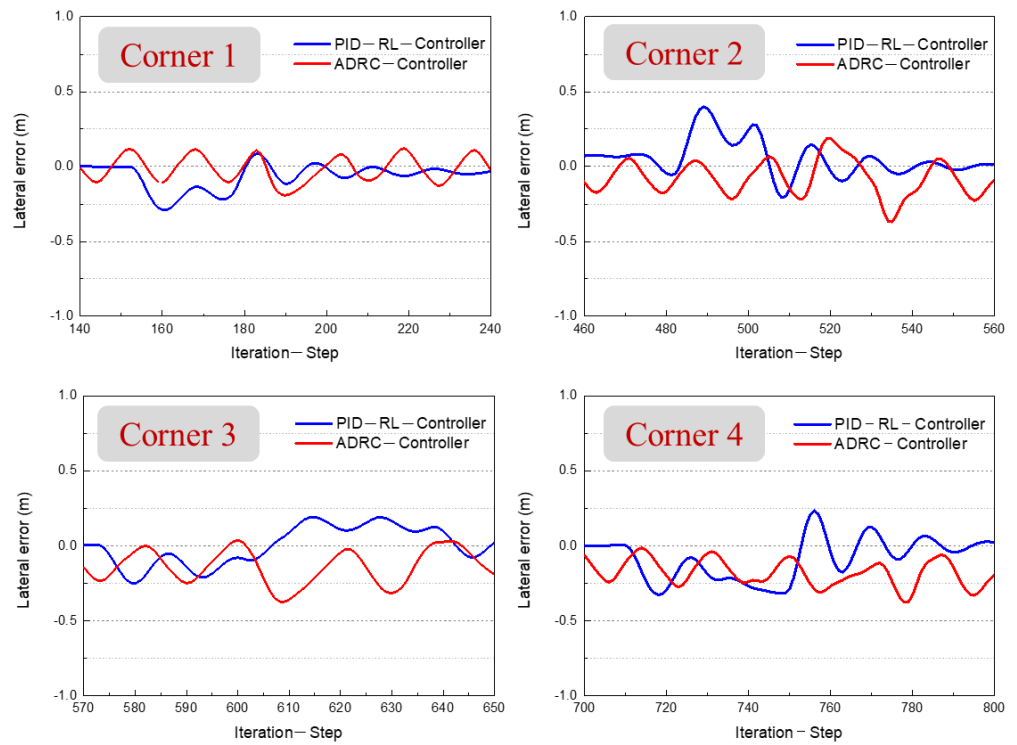 Corner 1
PID-RL-Controller
ADRC-Controller
1.0
0.5
0.0
-0.5
-1.0
Lateral error (m)
140
160
180
200
220
240
Iteration-Step
Corner 2
PID-RL-Controller
ADRC-Controller
1.0
0.5
0.0
-0.5
-1.0
Lateral error (m)
460
480
500
520
540
560
Iteration-Step
Corner 3
PID-RL-Controller
ADRC-Controller
1.0
0.5
0.0
-0.5
-1.0
Lateral error (m)
570
580
590
600
610
620
630
640
650
Iteration-Step
Corner 4
PID-RL-Controller
ADRC-Controller
1.0
0.5
0.0
-0.5
-1.0
Lateral error (m)
700
720
740
760
780
800
Iteration-Step